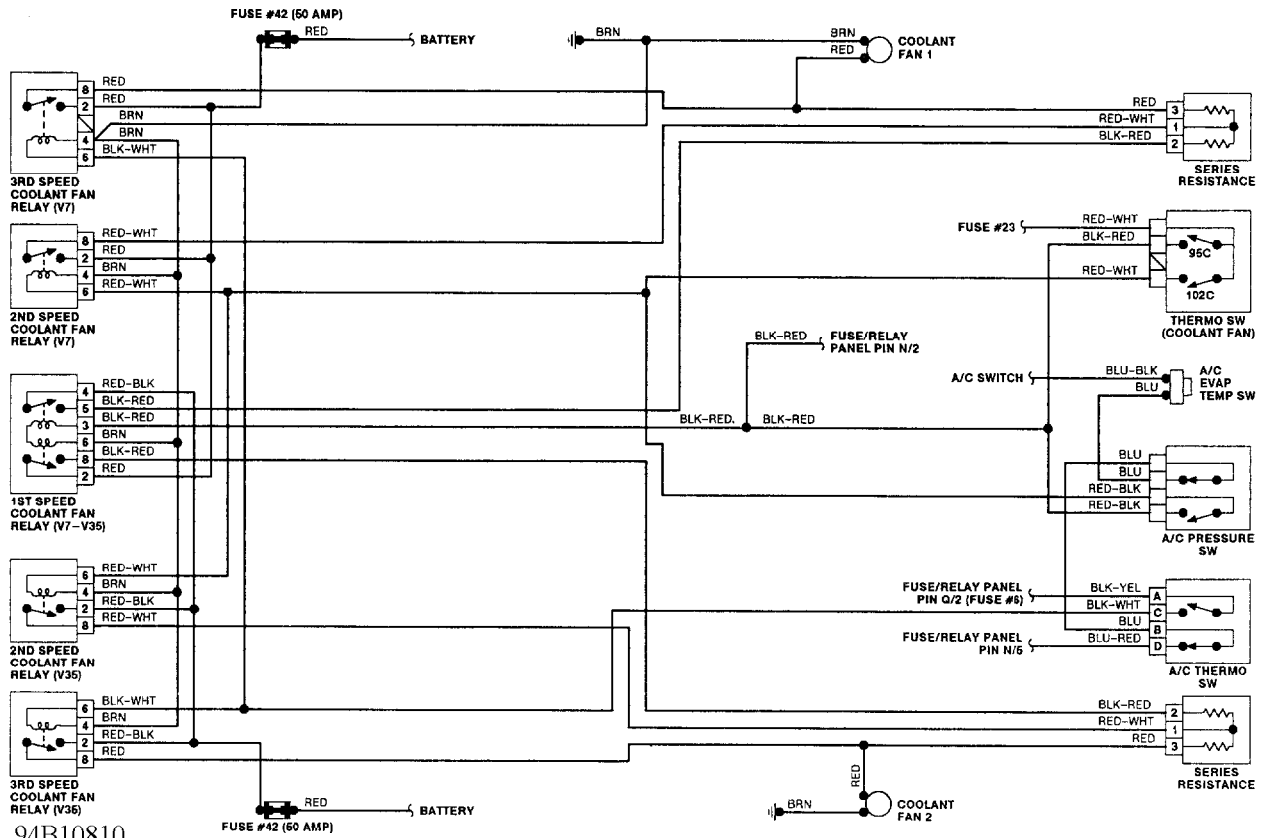 FUSE #42 (50 AMP)
RED
BATTERY
BRN
BRN
RED
COOLANT
FAN 1
8
2
4
6
RED
RED
BRN
BRN
BLK-WHT
3RD SPEED
COOLANT FAN
RELAY (V7)
RED
RED-WHT
BLK-RED
3
1
2
SERIES
RESISTANCE
8
2
4
6
RED-WHT
RED
BRN
RED-WHT
2ND SPEED
COOLANT FAN
RELAY (V7)
FUSE #23
RED-WHT
BLK-RED
RED-WHT
95C
102C
THERMO SW
(COOLANT FAN)
BLK-RED
FUSE/RELAY
PANEL PIN N/2
A/C SWITCH
BLU-BLK
BLU
A/C
EVAP
TEMP SW
4
5
3
6
8
2
RED-BLK
BLK-RED
BLK-RED
BRN
BLK-RED
RED
1ST SPEED
COOLANT FAN
RELAY (V7-V35)
BLK-RED.
BLK-RED
BLU
BLU
RED-BLK
RED-BLK
A/C PRESSURE
SW
6
4
2
8
RED-WHT
BRN
RED-BLK
RED-WHT
2ND SPEED
COOLANT FAN
RELAY (V35)
FUSE/RELAY PANEL
PIN Q/2 (FUSE #6)
FUSE/RELAY PANEL
PIN N/5
BLK-YEL
BLK-WHT
BLU
BLU-RED
A
C
B
D
A/C THERMO
SW
6
4
2
8
BLK-WHT
BRN
RED-BLK
RED
3RD SPEED
COOLANT FAN
RELAY (V35)
BLK-RED
RED-WHT
RED
2
1
3
SERIES
RESISTANCE
RED
BATTERY
FUSE #42 (50 AMP)
RED
BRN
COOLANT
FAN 2
94B10810